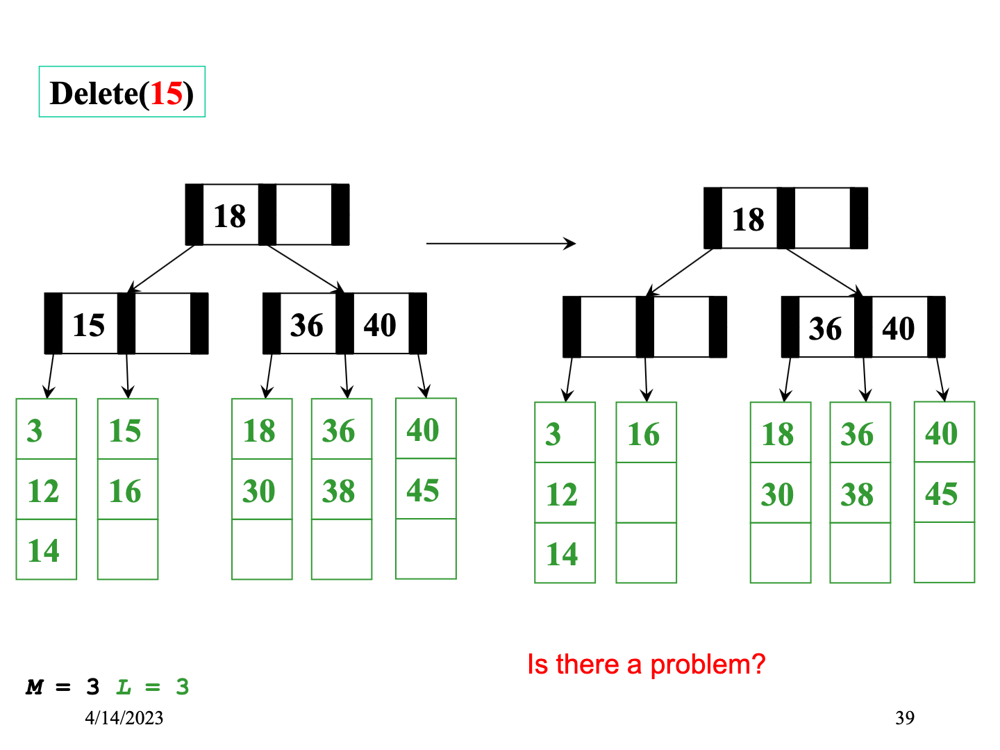 Delete(15)
18
18
15
36 40
36 40
3 15 18 36 40
12 16 30 38 45
14
3 16 18 36 40
12 30 38 45
14
Is there a problem?
M = 3 L = 3
4/14/2023
39